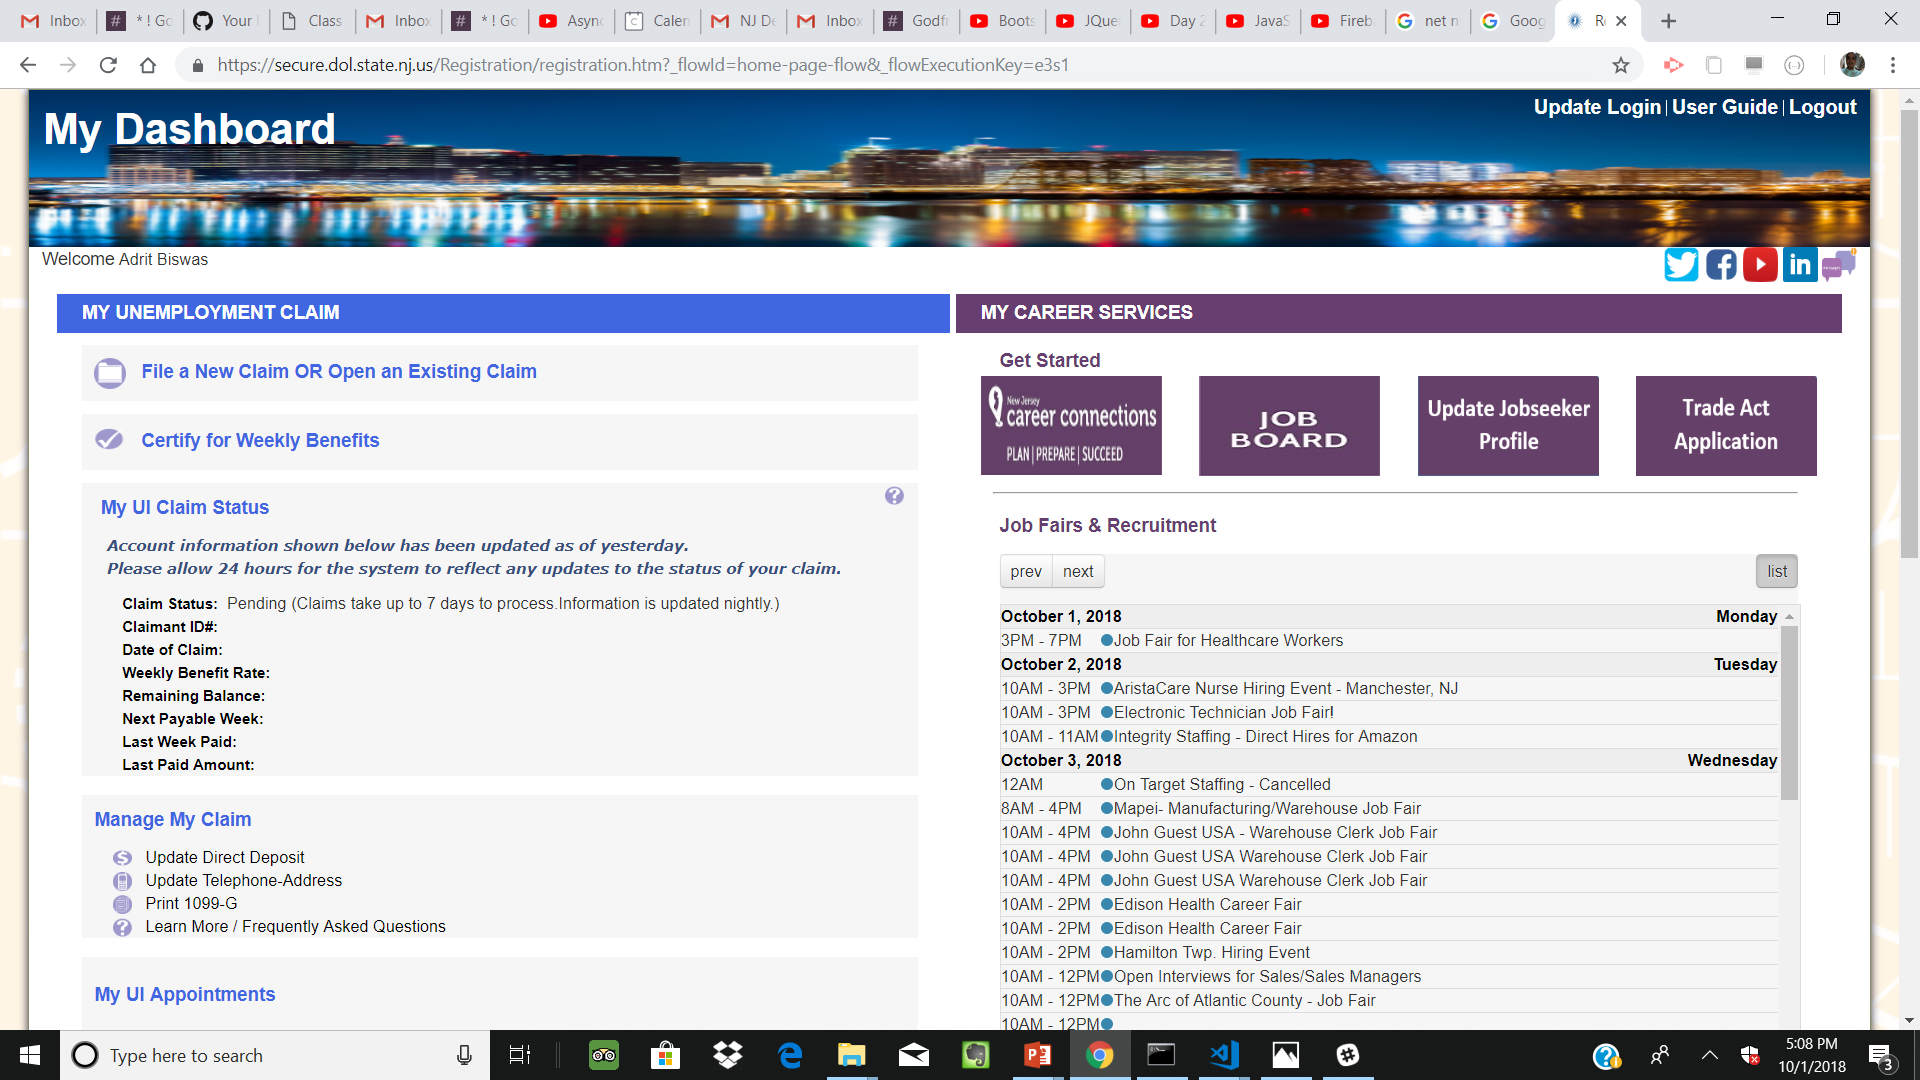 Inbox
* ! Go
Your
Class
Inbox
* ! Go
Async
Calen
NJ De
Inbox
Godfr
Boots
JQue
Day 2
JavaS
Fireb
net n
Goog
Re
https://secure.dol.state.nj.us/Registration/registration.htm?_flowId=home-page-flow&_flowExecutionKey=e3s1
My Dashboard
Update Login | User Guide | Logout
Welcome Adrit Biswas
MY UNEMPLOYMENT CLAIM
File a New Claim OR Open an Existing Claim
Certify for Weekly Benefits
My UI Claim Status
Account information shown below has been updated as of yesterday.
Please allow 24 hours for the system to reflect any updates to the status of your claim.
Claim Status: Pending (Claims take up to 7 days to process.Information is updated nightly.)
Claimant ID#:
Date of Claim:
Weekly Benefit Rate:
Remaining Balance:
Next Payable Week:
Last Week Paid:
Last Paid Amount:
Manage My Claim
Update Direct Deposit
Update Telephone-Address
Print 1099-G
Learn More / Frequently Asked Questions
My UI Appointments
MY CAREER SERVICES
Get Started
New Jersey
career connections
PLAN | PREPARE | SUCCEED
JOB
BOARD
Update Jobseeker
Profile
Trade Act
Application
Job Fairs & Recruitment
prev next list
October 1, 2018 Monday
3PM - 7PM Job Fair for Healthcare Workers
October 2, 2018 Tuesday
10AM - 3PM AristaCare Nurse Hiring Event - Manchester, NJ
10AM - 3PM Electronic Technician Job Fair!
10AM - 11AM Integrity Staffing - Direct Hires for Amazon
October 3, 2018 Wednesday
12AM On Target Staffing - Cancelled
8AM - 4PM Mapei- Manufacturing/Warehouse Job Fair
10AM - 4PM John Guest USA - Warehouse Clerk Job Fair
10AM - 4PM John Guest USA Warehouse Clerk Job Fair
10AM - 4PM John Guest USA Warehouse Clerk Job Fair
10AM - 2PM Edison Health Career Fair
10AM - 2PM Edison Health Career Fair
10AM - 2PM Hamilton Twp. Hiring Event
10AM - 12PM Open Interviews for Sales/Sales Managers
10AM - 12PM The Arc of Atlantic County - Job Fair
10AM - 12PM
Type here to search
5:08 PM
10/1/2018
3